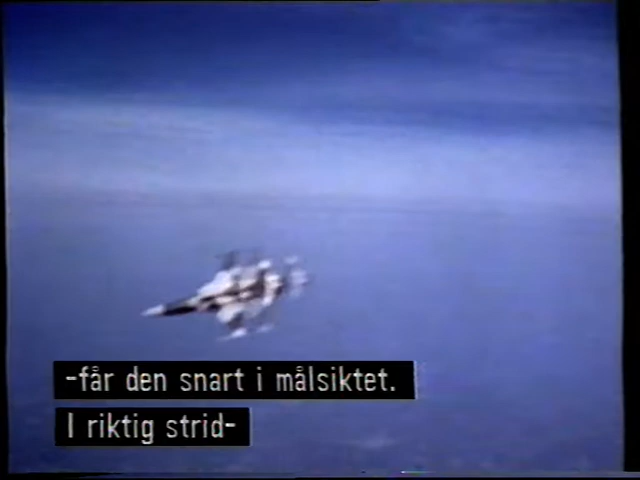 -får den snart i målsiktet.
I riktig strid-